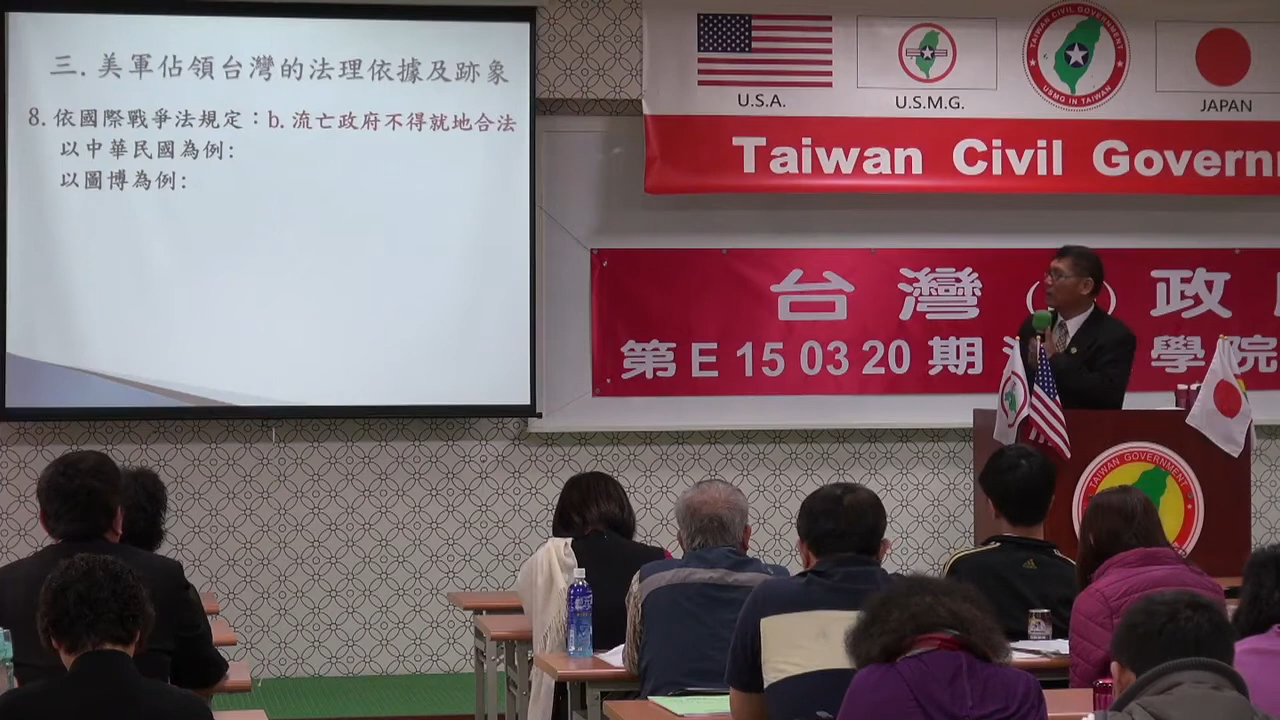 三. 美軍佔領台灣的法理依據及跡象
8. 依國際戰爭法規定：b. 流亡政府不得就地合法
以中華民國為例:
以圖博為例:
U.S.A.
U.S.M.G.
TAIWAN CIVIL GOVERNMENT
USMG IN TAIWAN
JAPAN
Taiwan Civil Govern
台灣 政
第E 15 03 20 期 學院
TAIWAN GOVERNMENT